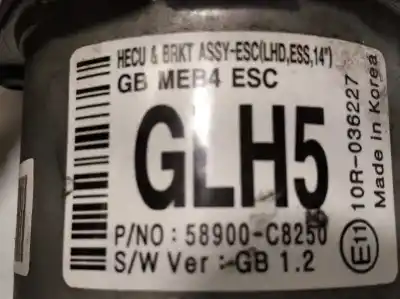 HECU & BRKT ASSY-ESC(LHD,ESS,14")
GB MEB4 ESC
GLH5
P/NO : 58900-C8250
S/W Ver : GB 1.2
E11 10R-036227
Made in Korea